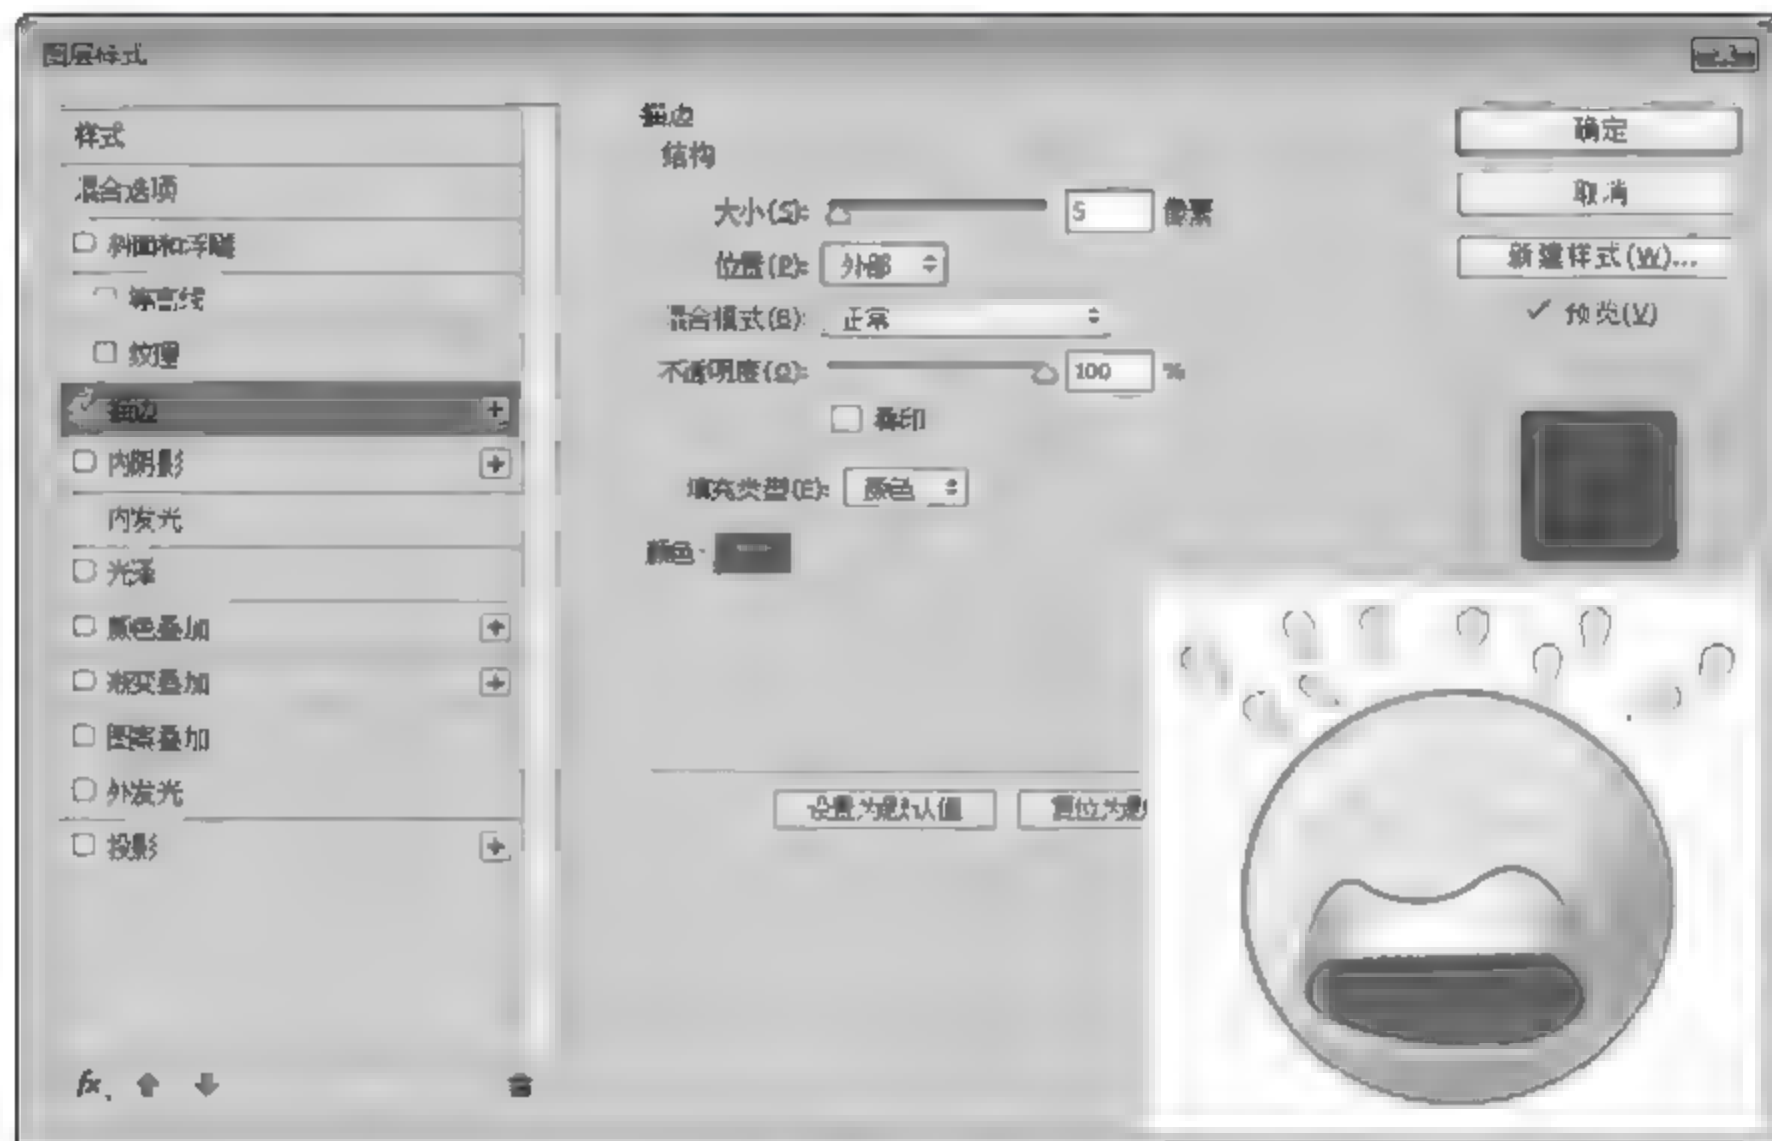 图层样式
样式
混合选项
斜面和浮雕
等高线
纹理
描边
内阴影
内发光
光泽
颜色叠加
渐变叠加
图案叠加
外发光
投影
fx
描边
结构
大小(S): 5 像素
位置(P): 外部
混合模式(B): 正常
不透明度(O): 100 %
叠印
填充类型(E): 颜色
颜色:
设置为默认值
复位为默
确定
取消
新建样式(W)...
预览(V)